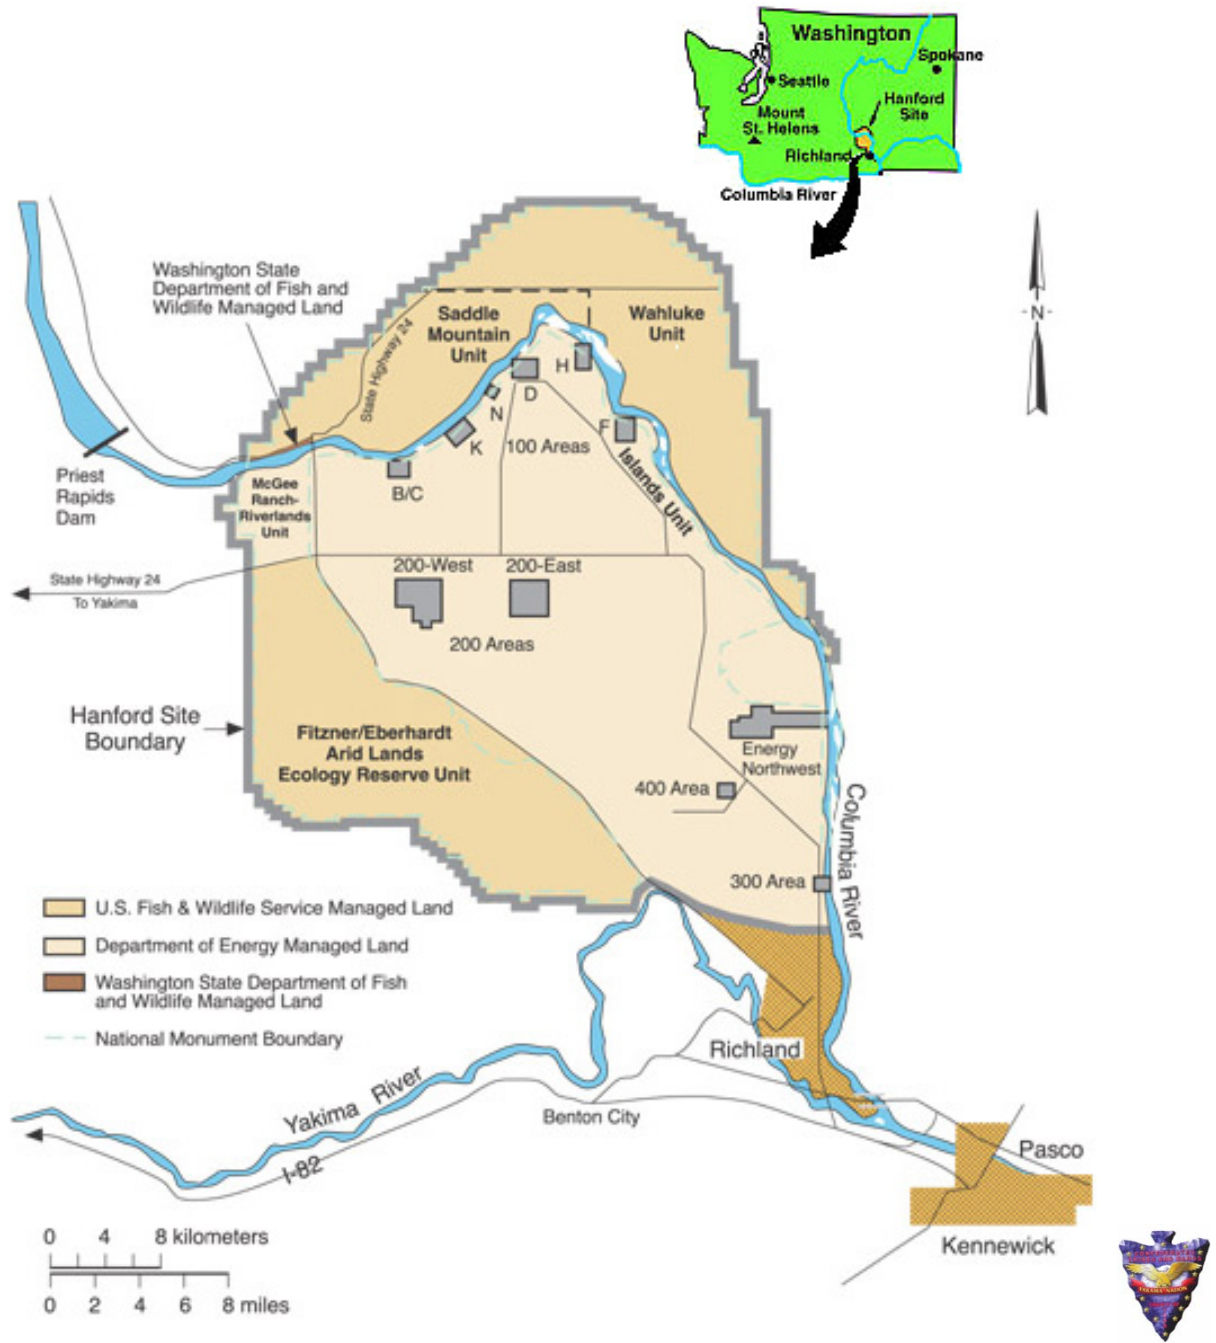 Washington
Spokane
Seattle
Hanford
Site
Mount
St. Helens
Richland
Columbia River
Washington State
Department of Fish and
Wildlife Managed Land
State Highway 24
Saddle
Mountain
Unit
Wahluke
Unit
N
H
D
N
K
F
100 Areas
B/C
Islands Unit
Priest
Rapids
Dam
McGee
Ranch-
Riverlands
Unit
State Highway 24
To Yakima
200-West
200-East
200 Areas
Hanford Site
Boundary
Fitzner/Eberhardt
Arid Lands
Ecology Reserve Unit
Energy
Northwest
400 Area
Columbia River
300 Area
U.S. Fish & Wildlife Service Managed Land
Department of Energy Managed Land
Washington State Department of Fish
and Wildlife Managed Land
National Monument Boundary
Richland
Yakima River
Benton City
I-82
Pasco
Kennewick
0 4 8 kilometers
0 2 4 6 8 miles
YAKAMA NATION